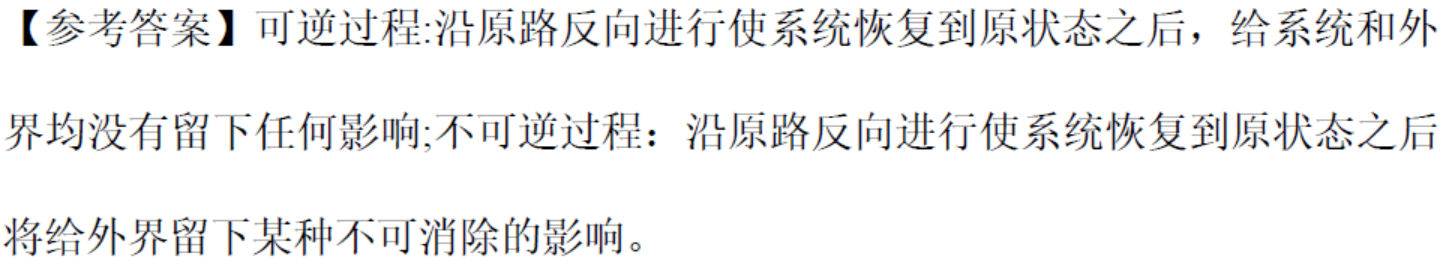 【参考答案】可逆过程:沿原路反向进行使系统恢复到原状态之后，给系统和外
界均没有留下任何影响;不可逆过程：沿原路反向进行使系统恢复到原状态之后
将给外界留下某种不可消除的影响。